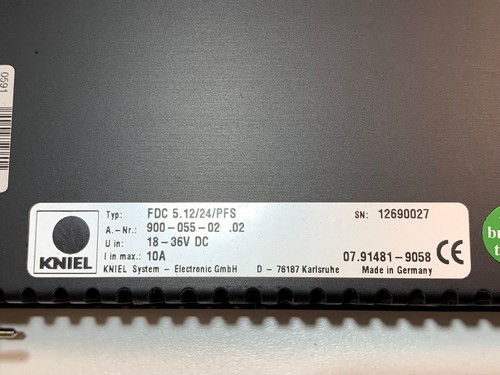 0591
Typ: FDC 5.12/24/PFS SN: 12690027
A.-Nr.: 900-055-02 .02
U in: 18-36V DC
I in max.: 10A 07.91481-9058 CE
KNIEL
KNIEL System - Electronic GmbH D - 76187 Karlsruhe Made in Germany